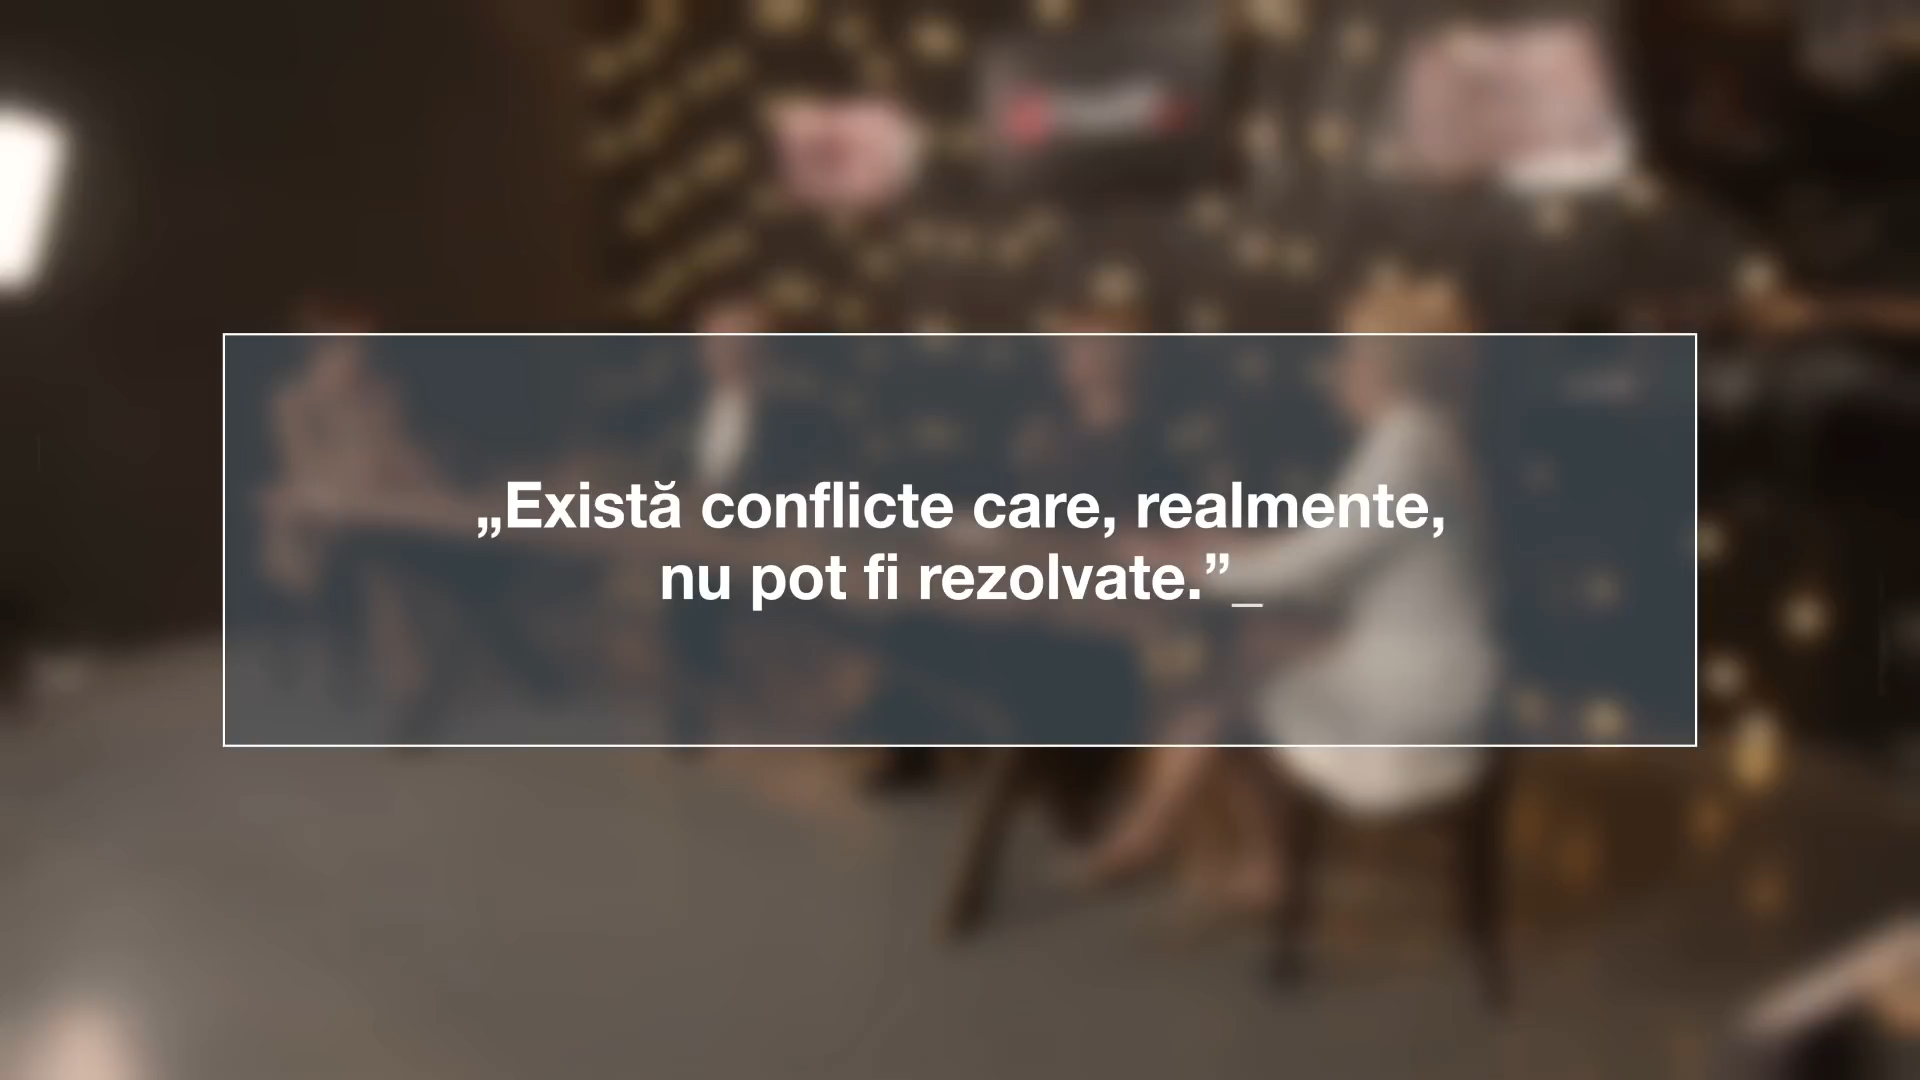 „Există conflicte care, realmente,
nu pot fi rezolvate.”_